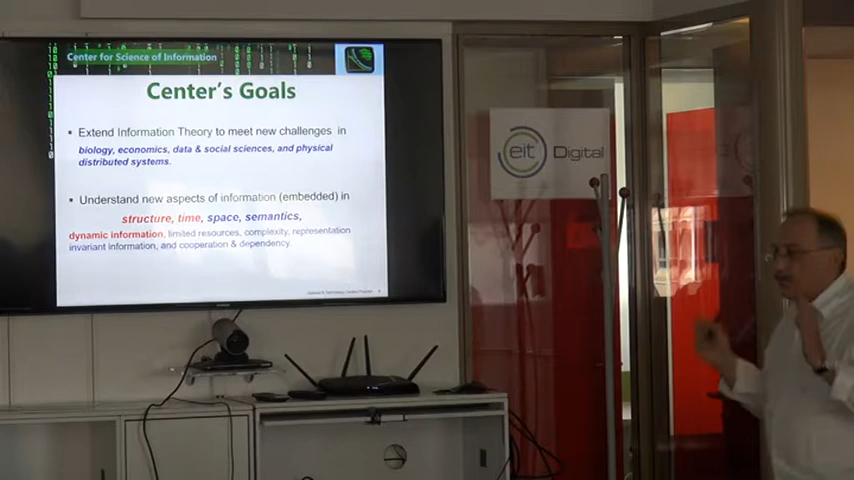 Center for Science of Information
Center's Goals
▪ Extend Information Theory to meet new challenges in
biology, economics, data & social sciences, and physical
distributed systems.
▪ Understand new aspects of information (embedded) in
structure, time, space, semantics,
dynamic information, limited resources, complexity, representation
invariant information, and cooperation & dependency.
eit Digital